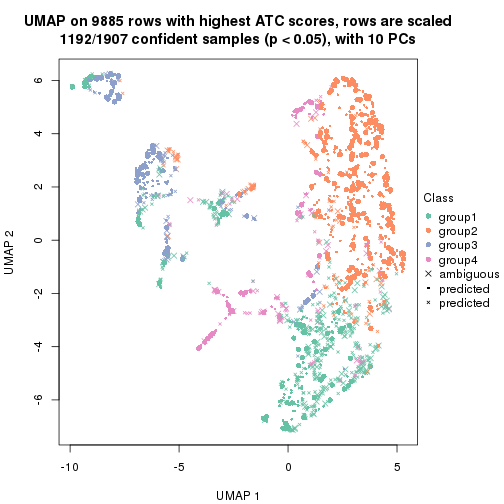 UMAP on 9885 rows with highest ATC scores, rows are scaled
1192/1907 confident samples (p < 0.05), with 10 PCs
6
4
2
0
-2
-4
-6
UMAP 2
-10
-5
0
5
UMAP 1
Class
group1
group2
group3
group4
ambiguous
predicted
predicted